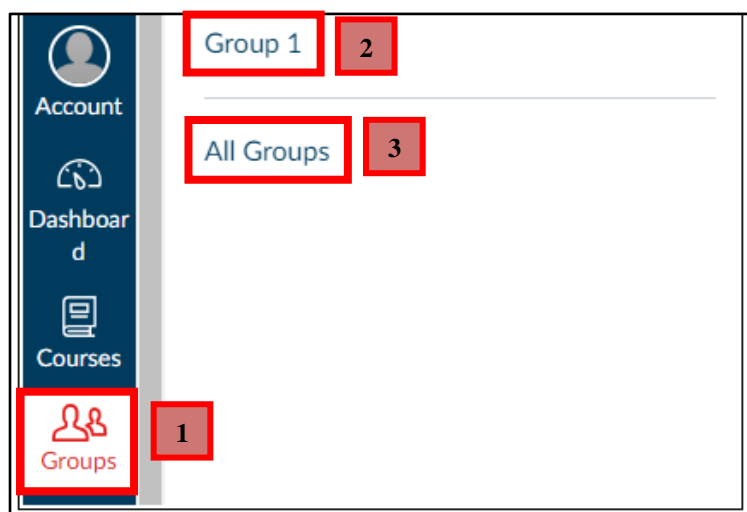 Account
Dashboar
d
Courses
Groups
1
Group 1
2
All Groups
3